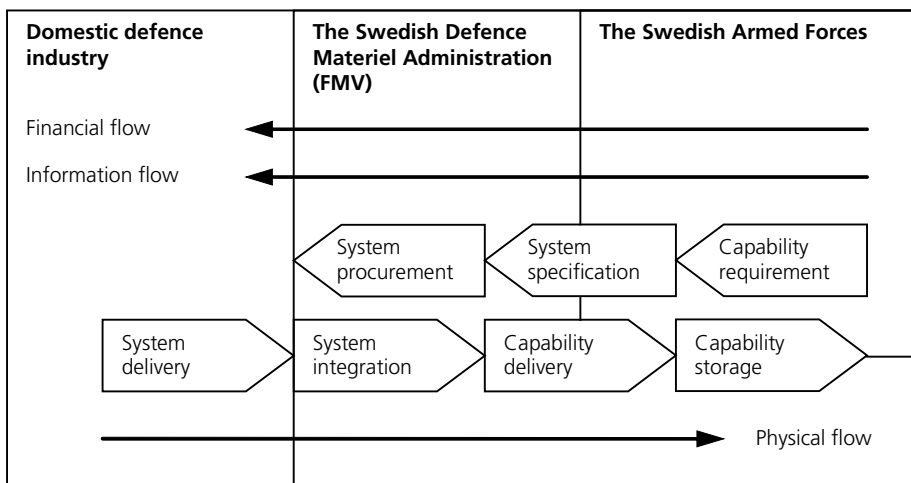 Domestic defence
industry
The Swedish Defence
Materiel Administration
(FMV)
The Swedish Armed Forces
Financial flow
Information flow
System
procurement
System
specification
Capability
requirement
System
delivery
System
integration
Capability
delivery
Capability
storage
Physical flow